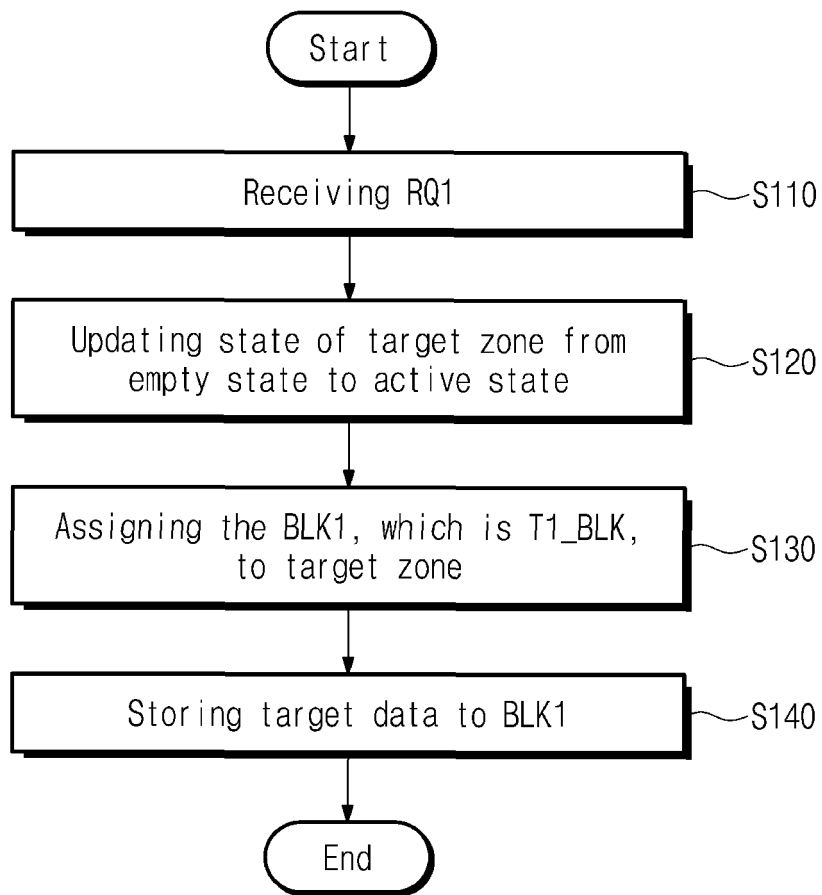 Start
Receiving RQ1
S110
Updating state of target zone from
empty state to active state
S120
Assigning the BLK1, which is T1_BLK,
to target zone
S130
Storing target data to BLK1
S140
End